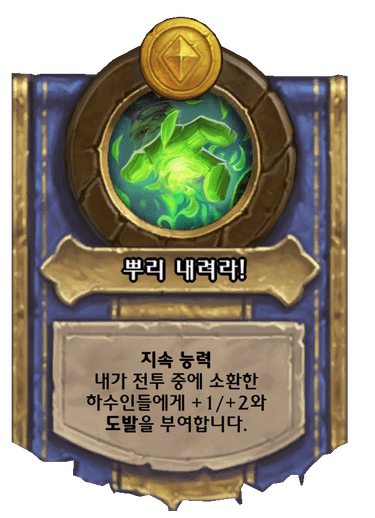 뿌리 내려라!
지속 능력
내가 전투 중에 소환한
하수인들에게 +1/+2와
도발을 부여합니다.